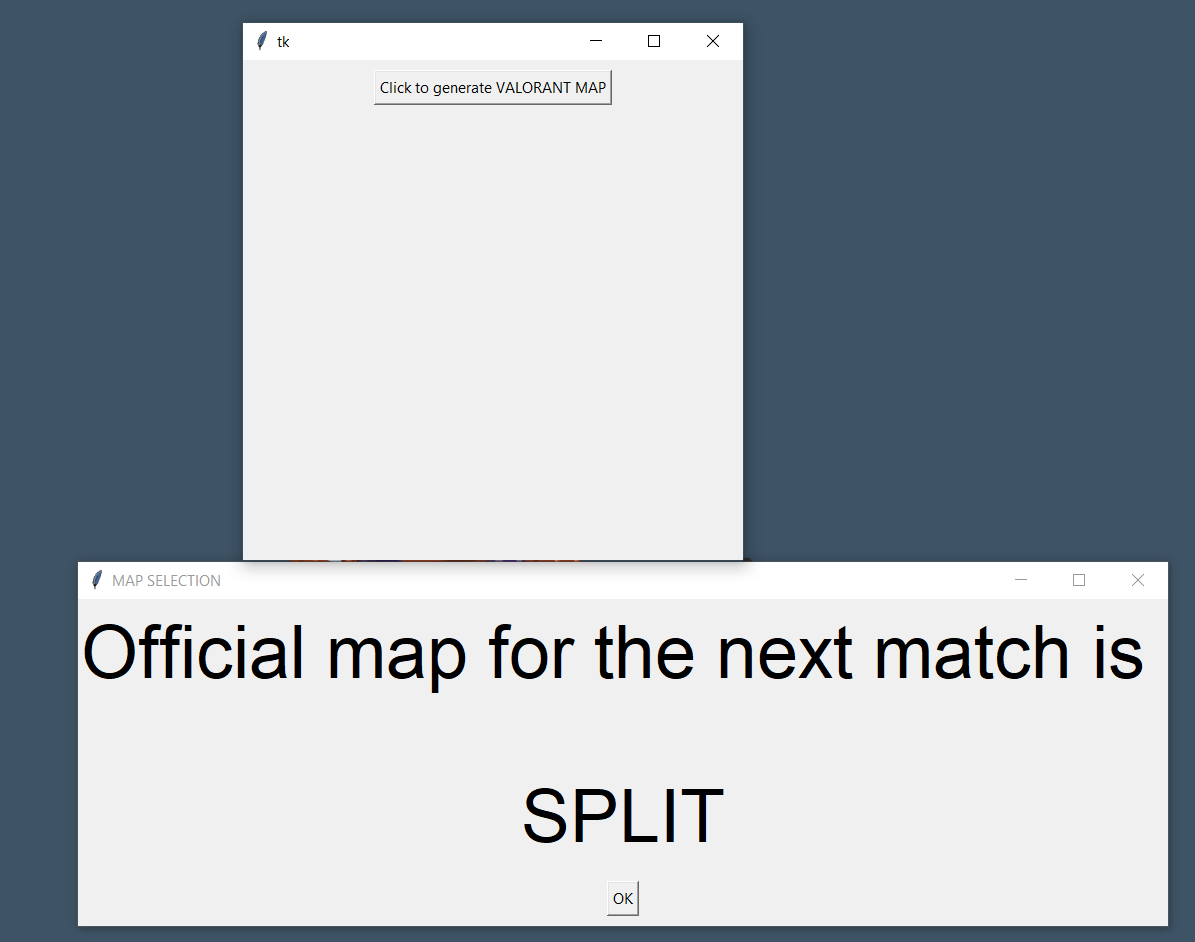 tk
Click to generate VALORANT MAP
MAP SELECTION
Official map for the next match is
SPLIT
OK